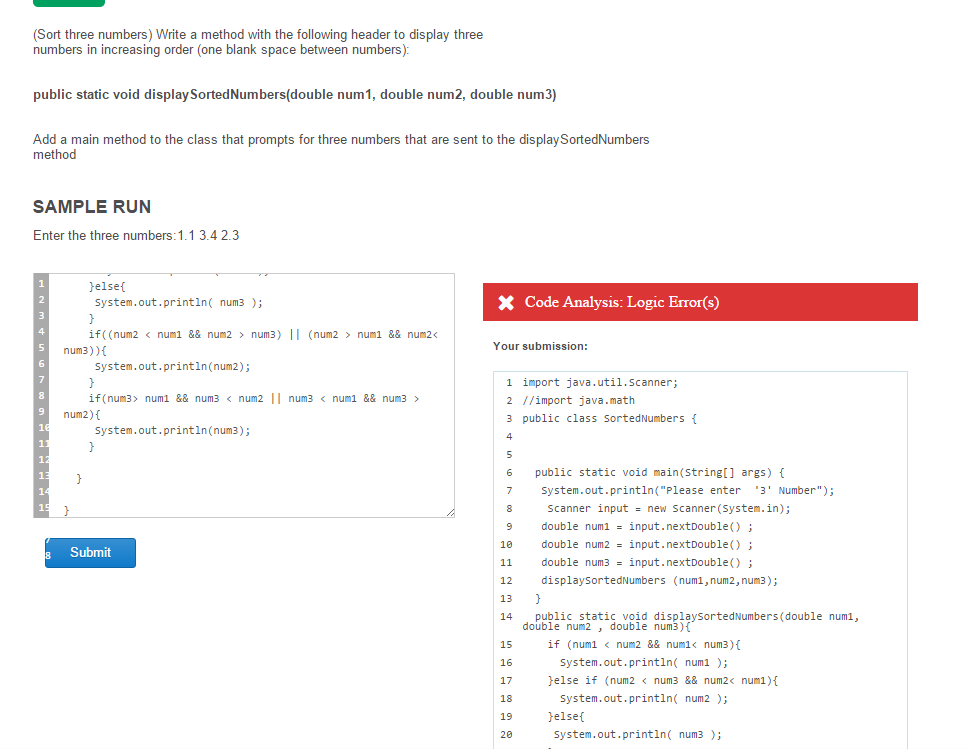 (Sort three numbers) Write a method with the following header to display three
numbers in increasing order (one blank space between numbers):
public static void displaySortedNumbers(double num1, double num2, double num3)
Add a main method to the class that prompts for three numbers that are sent to the displaySortedNumbers
method
SAMPLE RUN
Enter the three numbers:1.1 3.4 2.3
1 }else{
2 System.out.println( num3 );
3 }
4 if((num2 < num1 && num2 > num3) || (num2 > num1 && num2<
5 num3)){
6 System.out.println(num2);
7 }
8 if(num3> num1 && num3 < num2 || num3 < num1 && num3 >
9 num2){
10 System.out.println(num3);
11 }
12
13 }
14
15 }
8 Submit
Code Analysis: Logic Error(s)
Your submission:
1 import java.util.Scanner;
2 //import java.math
3 public class SortedNumbers {
4
5
6 public static void main(String[] args) {
7 System.out.println("Please enter  '3' Number");
8 Scanner input = new Scanner(System.in);
9 double num1 = input.nextDouble() ;
10 double num2 = input.nextDouble() ;
11 double num3 = input.nextDouble() ;
12 displaySortedNumbers (num1,num2,num3);
13 }
14 public static void displaySortedNumbers(double num1,
double num2 , double num3){
15 if (num1 < num2 && num1< num3){
16 System.out.println( num1 );
17 }else if (num2 < num3 && num2< num1){
18 System.out.println( num2 );
19 }else{
20 System.out.println( num3 );